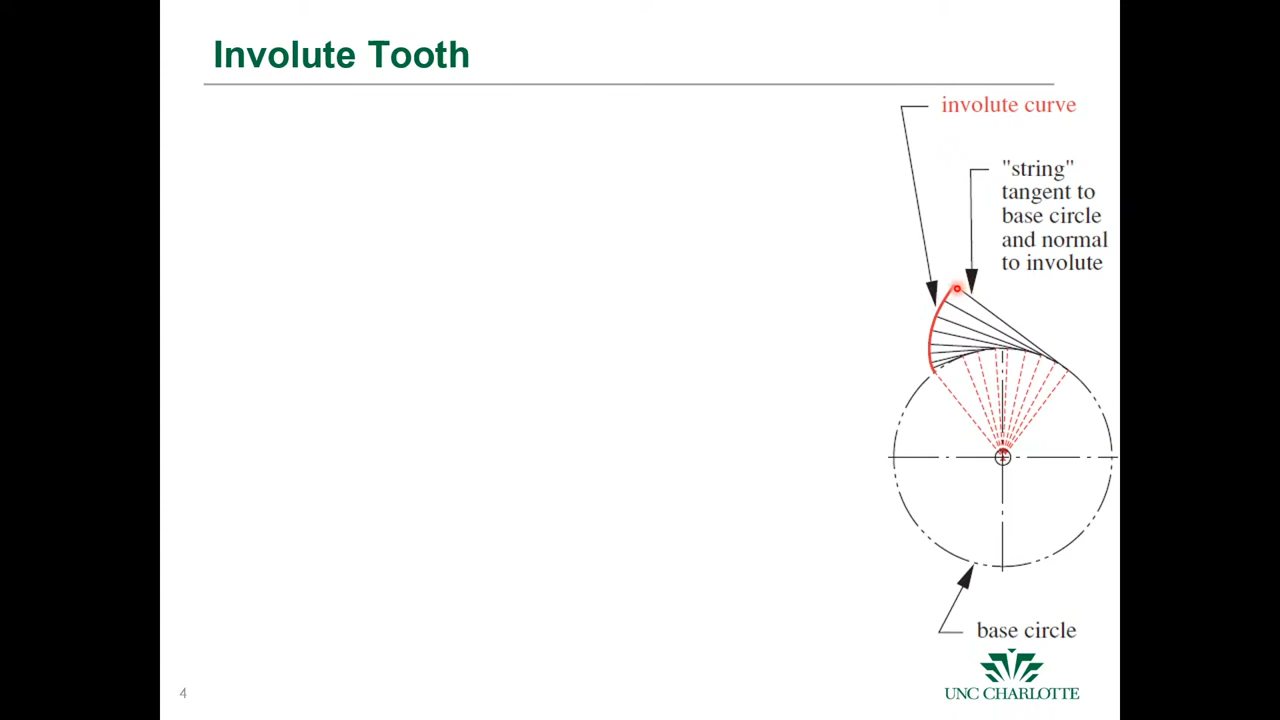 Involute Tooth
involute curve
"string"
tangent to
base circle
and normal
to involute
base circle
4
UNC CHARLOTTE